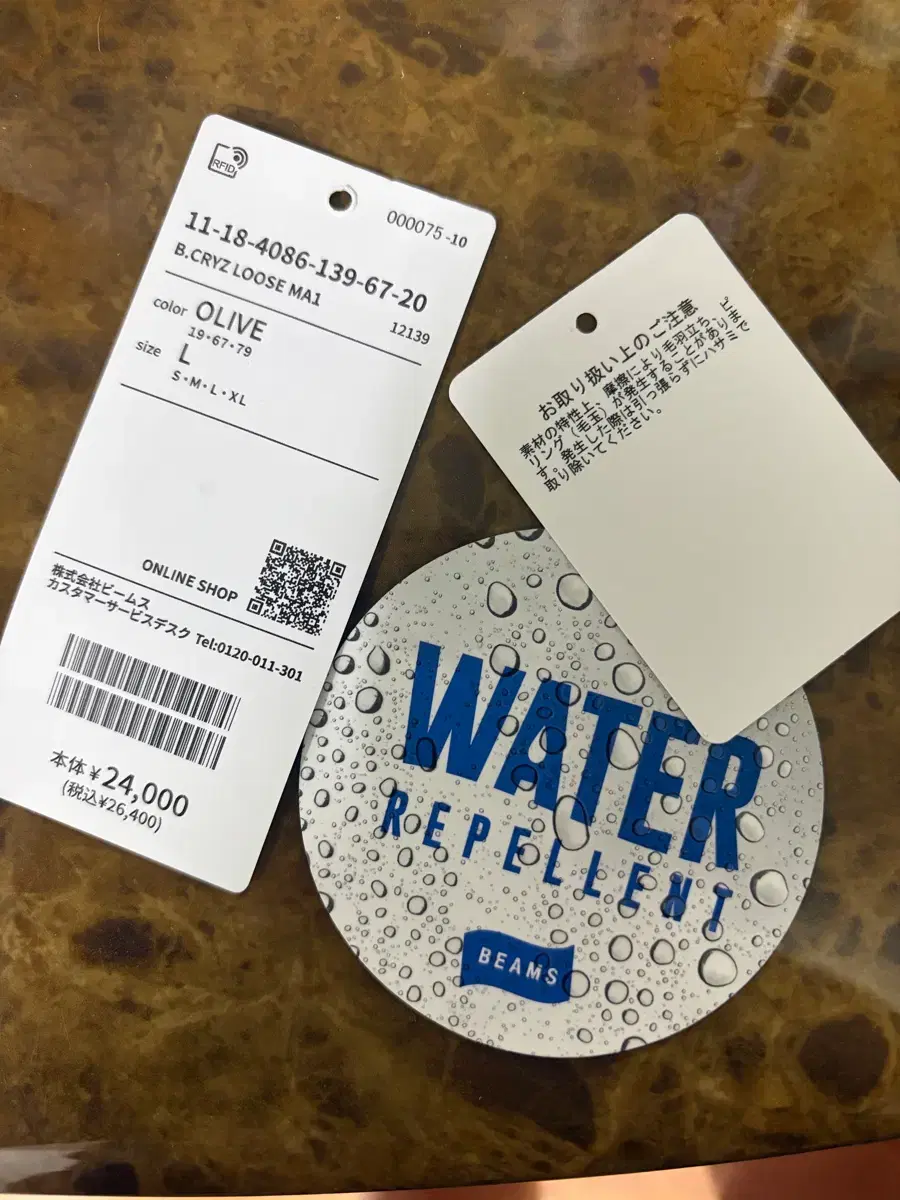 RFID
000075-10
11-18-4086-139-67-20
B.CRYZ LOOSE MA1
12139
color OLIVE
19・67・79
size L
S・M・L・XL
ONLINE SHOP
株式会社ビームス
カスタマーサービスデスク Tel:0120-011-301
本体¥24,000
(税込¥26,400)
お取り扱い上のご注意
素材の特性上、摩擦により毛羽立ち、ピ
リング（毛玉）が発生することがありま
す。発生した際は引っ張らずにハサミで
取り除いてください。
WATER
REPELLENT
BEAMS